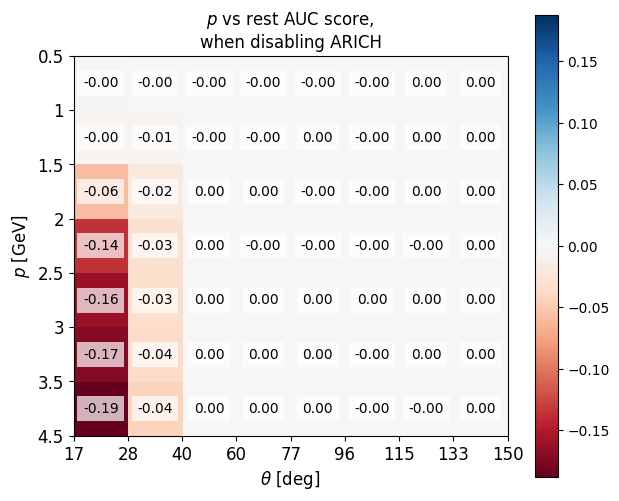 p vs rest AUC score,
when disabling ARICH
0.5
-0.00 -0.00 -0.00 -0.00 -0.00 -0.00 0.00 0.00
1
-0.00 -0.01 -0.00 -0.00 0.00 -0.00 0.00 0.00
1.5
-0.06 -0.02 0.00 0.00 -0.00 -0.00 0.00 0.00
2
-0.14 -0.03 0.00 -0.00 -0.00 -0.00 -0.00 0.00
2.5
-0.16 -0.03 0.00 0.00 0.00 0.00 0.00 0.00
3
-0.17 -0.04 0.00 0.00 0.00 -0.00 0.00 0.00
3.5
-0.19 -0.04 0.00 0.00 0.00 -0.00 -0.00 0.00
4.5
p [GeV]
17 28 40 60 77 96 115 133 150
θ [deg]
0.15
0.10
0.05
0.00
−0.05
−0.10
−0.15